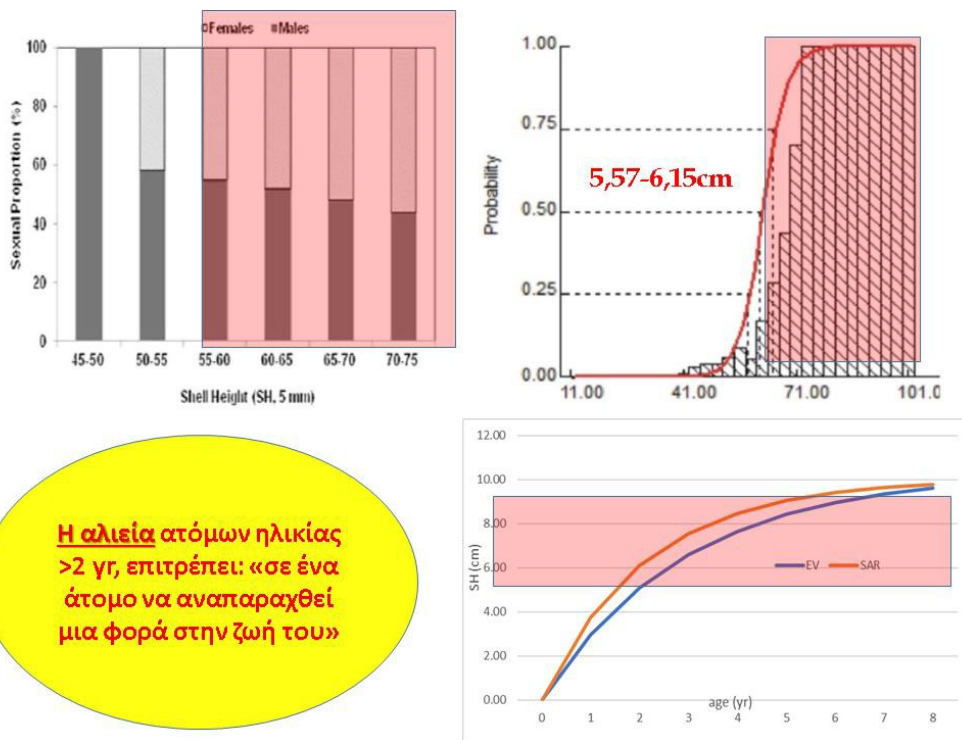 Females Males
Sexual Proportion (%)
100
80
60
40
20
0
45-50 50-55 55-60 60-65 65-70 70-75
Shell Height (SH, 5 mm)
Probability
1.00
0.75
0.50
0.25
0.00
5,57-6,15cm
11.00 41.00 71.00 101.0
Η αλιεία ατόμων ηλικίας
>2 yr, επιτρέπει: «σε ένα
άτομο να αναπαραχθεί
μια φορά στην ζωή του»
SH (cm)
12.00
10.00
8.00
6.00
4.00
2.00
0.00
EV SAR
age (yr)
0 1 2 3 4 5 6 7 8